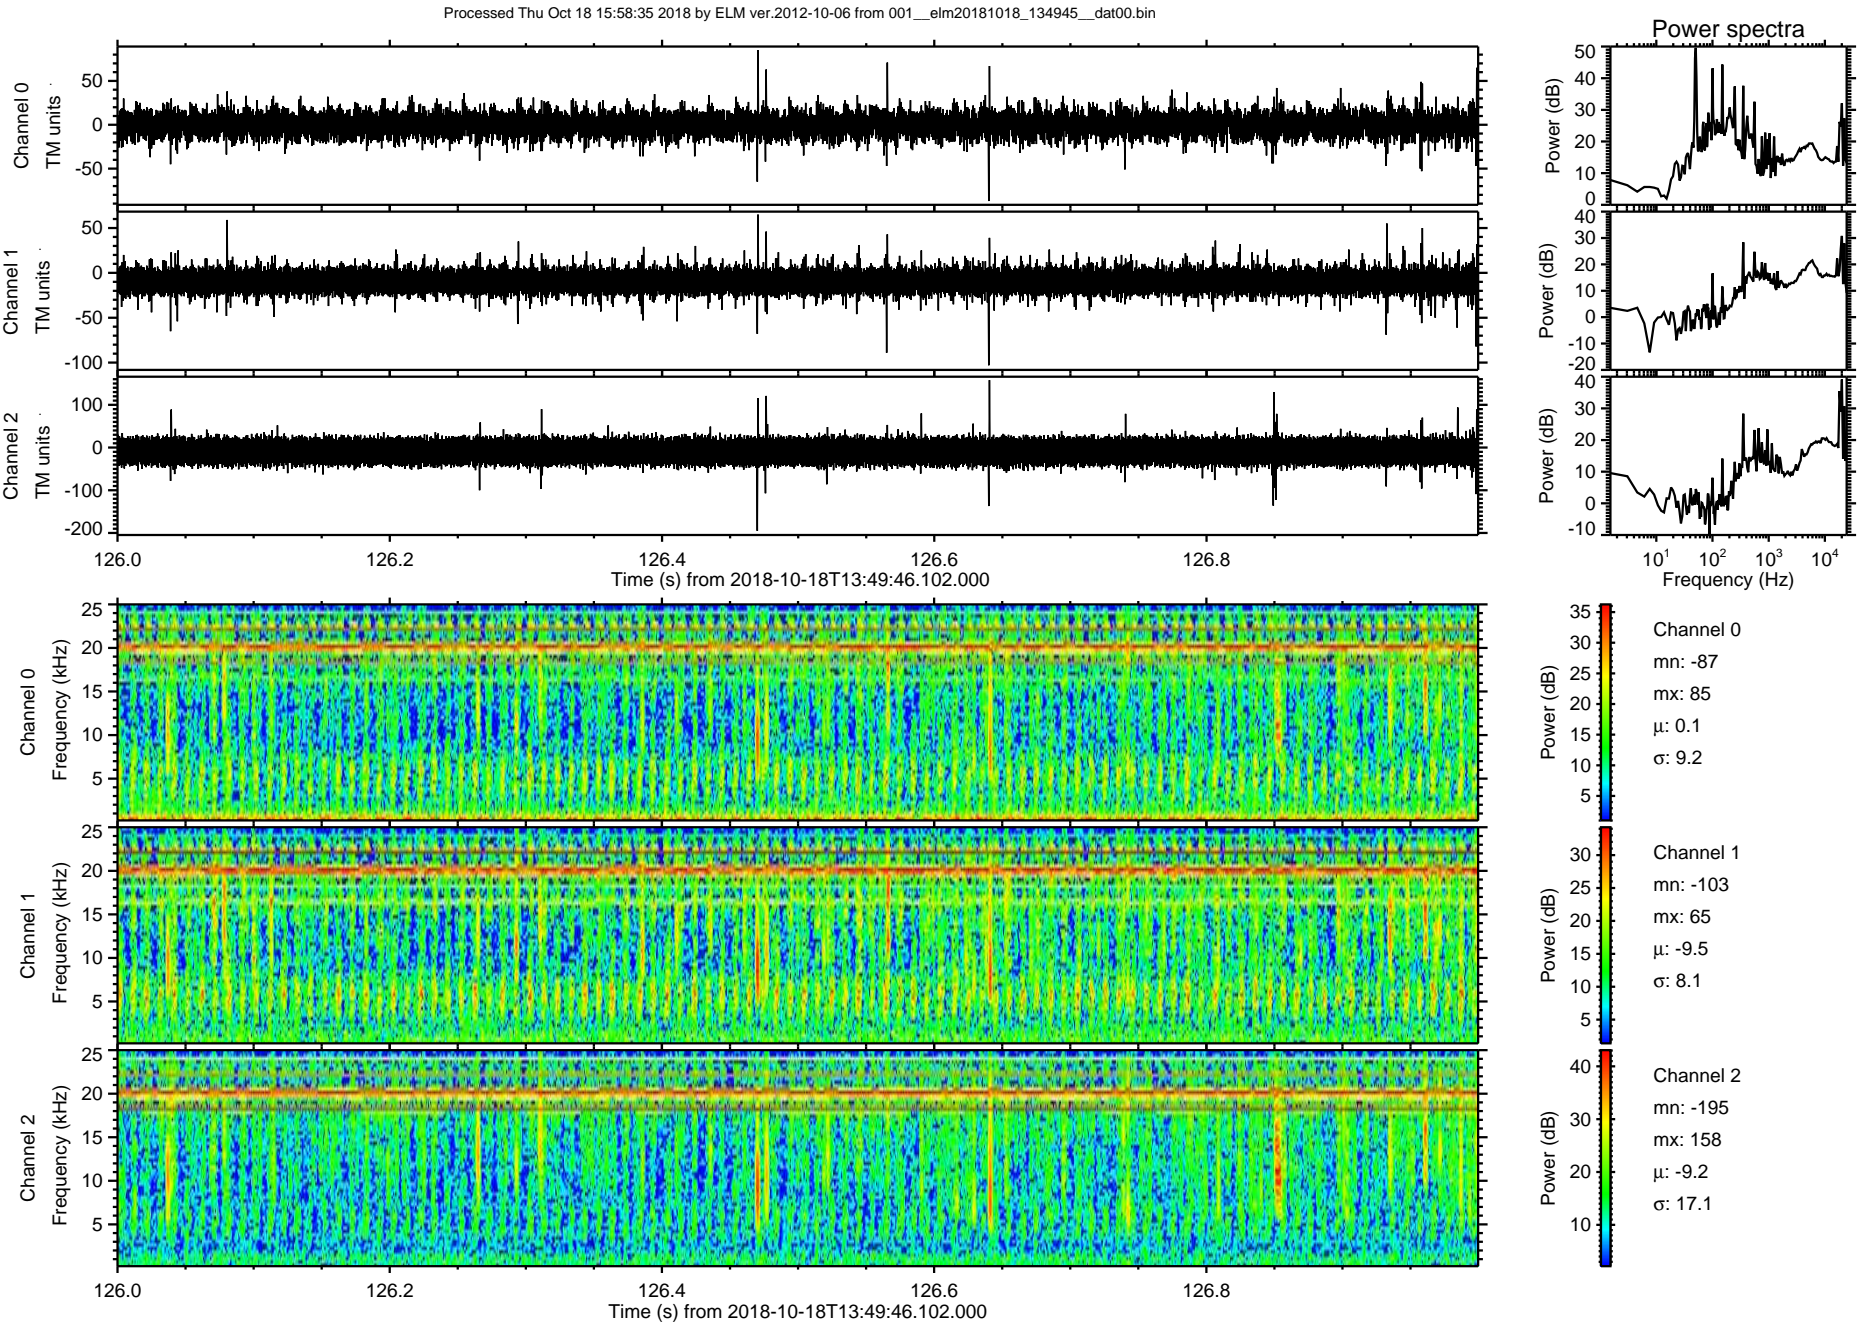 Processed Thu Oct 18 15:58:35 2018 by ELM ver.2012-10-06 from 001__elm20181018_134945__dat00.bin
Power spectra
Channel 0
TM units
50
0
-50
Power (dB)
50
40
30
20
10
0
Channel 1
TM units
50
0
-50
-100
Power (dB)
40
30
20
10
0
-10
-20
Channel 2
TM units
100
0
-100
-200
Power (dB)
40
30
20
10
0
-10
126.0 126.2 126.4 126.6 126.8
Time (s) from 2018-10-18T13:49:46.102.000
10¹ 10² 10³ 10⁴
Frequency (Hz)
Channel 0
Frequency (kHz)
25
20
15
10
5
Power (dB)
35
30
25
20
15
10
5
Channel 0
mn: -87
mx: 85
μ: 0.1
σ: 9.2
Channel 1
Frequency (kHz)
25
20
15
10
5
Power (dB)
30
25
20
15
10
5
Channel 1
mn: -103
mx: 65
μ: -9.5
σ: 8.1
Channel 2
Frequency (kHz)
25
20
15
10
5
Power (dB)
40
30
20
10
Channel 2
mn: -195
mx: 158
μ: -9.2
σ: 17.1
126.0 126.2 126.4 126.6 126.8
Time (s) from 2018-10-18T13:49:46.102.000